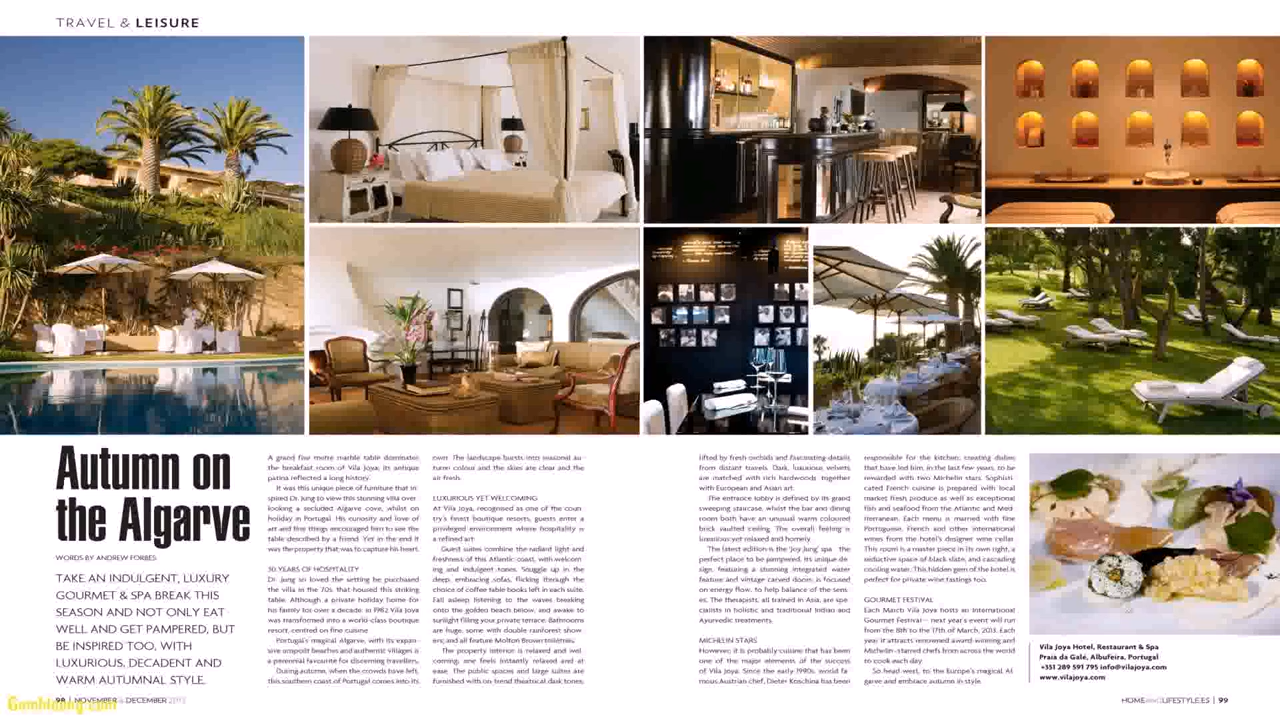 TRAVEL & LEISURE
Autumn on
the Algarve
WORDS BY ANDREW FORBES
TAKE AN INDULGENT, LUXURY
GOURMET & SPA BREAK THIS
SEASON AND NOT ONLY EAT
WELL AND GET PAMPERED, BUT
BE INSPIRED TOO, WITH
LUXURIOUS, DECADENT AND
WARM AUTUMNAL STYLE.
A grand five metre marble table dominates
the breakfast room of Vila Joya; its antique
patina reflected a long history.
It was this unique piece of furniture that in-
spired Dr. Jung to view this stunning villa over-
looking a secluded Algarve cove, whilst on
holiday in Portugal. His curiosity and love of
art and fine things encouraged him to see the
table described by a friend. Yet in the end it
was the property that was to capture his heart.
30 YEARS OF HOSPITALITY
Dr. Jung so loved the setting he purchased
the villa in the 70s that housed this striking
table. Although a private holiday home for
his family for over a decade, in 1982 Vila Joya
was transformed into a world-class boutique
resort, centred on fine cuisine.
Portugal's magical Algarve, with its expan-
sive unspoilt beaches and authentic villages is
a perennial favourite for discerning travellers.
During autumn, when the crowds have left,
this southern coast of Portugal comes into its
own. The landscape bursts into seasonal au-
tumn colour and the skies are clear and the
air fresh.
LUXURIOUS YET WELCOMING
At Vila Joya, recognised as one of the coun-
try's finest boutique resorts, guests enter a
privileged environment where hospitality is
a refined art.
Guest suites combine the radiant light and
freshness of this Atlantic coast, with welcom-
ing and indulgent tones. Snuggle up in the
deep, embracing sofas, flicking through the
choice of coffee table books left in each suite.
Fall asleep listening to the waves breaking
onto the golden beach below, and awake to
sunlight filling your private terrace. Bathrooms
are huge, some with double rainforest show-
ers; and all feature Molton Brown toiletries.
The property interior is relaxed and wel-
coming; one feels instantly relaxed and at
ease. The public spaces and large suites are
furnished with on trend theatrical dark tones,
lifted by fresh orchids and fascinating details
from distant travels. Dark, luxurious velvets
are matched with rich hardwoods together
with European and Asian art.
The entrance lobby is defined by its grand
sweeping staircase, whilst the bar and dining
room both have an unusual warm coloured
brick vaulted ceiling. The overall feeling is
luxurious yet relaxed and homely.
The latest edition is the 'Joy Jung' spa - the
perfect place to be pampered. Its unique de-
sign, featuring a stunning integrated water
feature and vintage carved door, is focused
on energy flow, to help balance of the sens-
es. The therapists, all trained in Asia, are spe-
cialists in holistic and traditional Indian and
Ayurvedic treatments.
MICHELIN STARS
However, it is probably cuisine that has been
one of the major elements of the success
of Vila Joya. Since the early 1990s, world fa-
mous Austrian chef, Dieter Koschina has been
responsible for the kitchen, creating dishes
that have led him, in the last few years, to be
rewarded with two Michelin stars. Sophisti-
cated French cuisine is prepared with local
market fresh produce as well as exceptional
fish and seafood from the Atlantic and Med-
iterranean. Each menu is married with fine
Portuguese, French and other international
wines from the hotel's designer wine cellar.
This room is a master piece in its own right, a
seductive space of black slate, and cascading
cooling water. This hidden gem of the hotel is
perfect for private wine tastings too.
GOURMET FESTIVAL
Each March Vila Joya hosts an International
Gourmet Festival – next year's event will run
from the 8th to the 17th of March, 2013. Each
year it attracts renowned award winning and
Michelin-starred chefs from across the world
to cook each day.
So head west, to the Europe's magical Al-
garve and embrace autumn in style.
Vila Joya Hotel, Restaurant & Spa
Praia da Galé, Albufeira, Portugal
+351 289 591 795 info@vilajoya.com
www.vilajoya.com
98 | NOVEMBER & DECEMBER
HOME AND LIFESTYLE.ES | 99